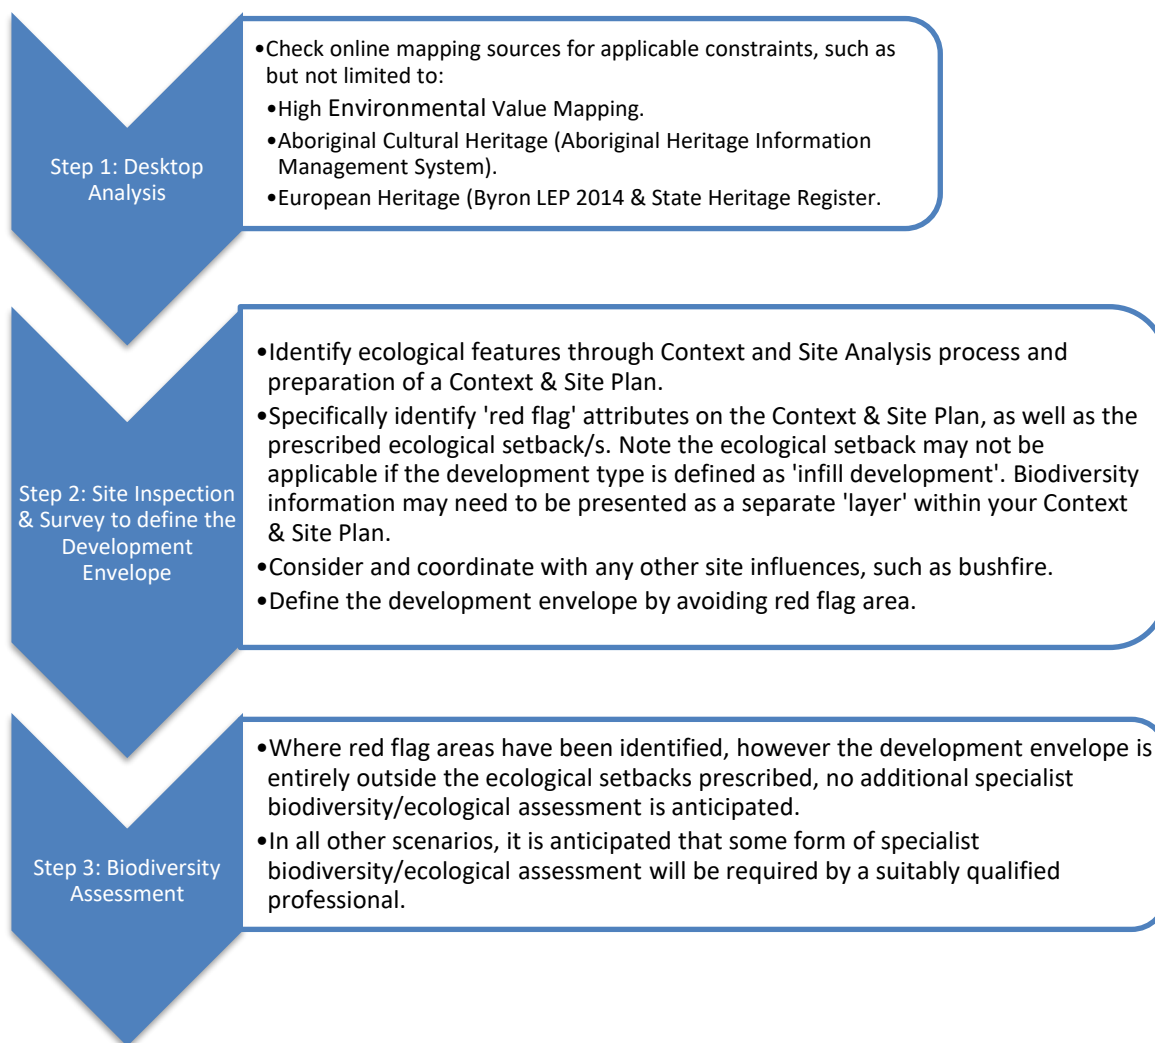 Step 1: Desktop
Analysis
•Check online mapping sources for applicable constraints, such as
but not limited to:
•High Environmental Value Mapping.
•Aboriginal Cultural Heritage (Aboriginal Heritage Information
Management System).
•European Heritage (Byron LEP 2014 & State Heritage Register.
Step 2: Site Inspection
& Survey to define the
Development
Envelope
•Identify ecological features through Context and Site Analysis process and
preparation of a Context & Site Plan.
•Specifically identify 'red flag' attributes on the Context & Site Plan, as well as the
prescribed ecological setback/s. Note the ecological setback may not be
applicable if the development type is defined as 'infill development'. Biodiversity
information may need to be presented as a separate 'layer' within your Context
& Site Plan.
•Consider and coordinate with any other site influences, such as bushfire.
•Define the development envelope by avoiding red flag area.
Step 3: Biodiversity
Assessment
•Where red flag areas have been identified, however the development envelope is
entirely outside the ecological setbacks prescribed, no additional specialist
biodiversity/ecological assessment is anticipated.
•In all other scenarios, it is anticipated that some form of specialist
biodiversity/ecological assessment will be required by a suitably qualified
professional.